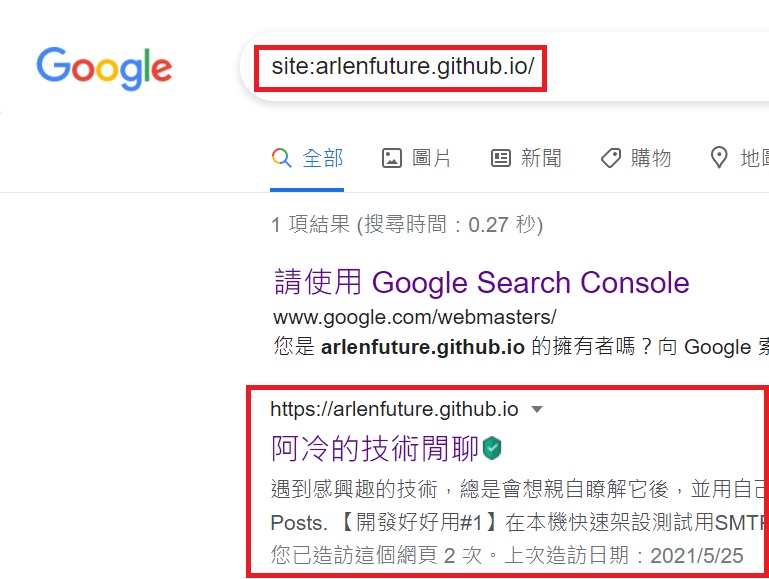 Google
site:arlenfuture.github.io/
全部 圖片 新聞 購物 地
1 項結果 (搜尋時間：0.27 秒)
請使用 Google Search Console
www.google.com/webmasters/
您是 arlenfuture.github.io 的擁有者嗎？向 Google
https://arlenfuture.github.io
阿冷的技術閒聊
遇到感興趣的技術，總是會想親自瞭解它後，並用自己
Posts. 【開發好好用#1】在本機快速架設測試用SMTP
您已造訪這個網頁 2 次。上次造訪日期：2021/5/25